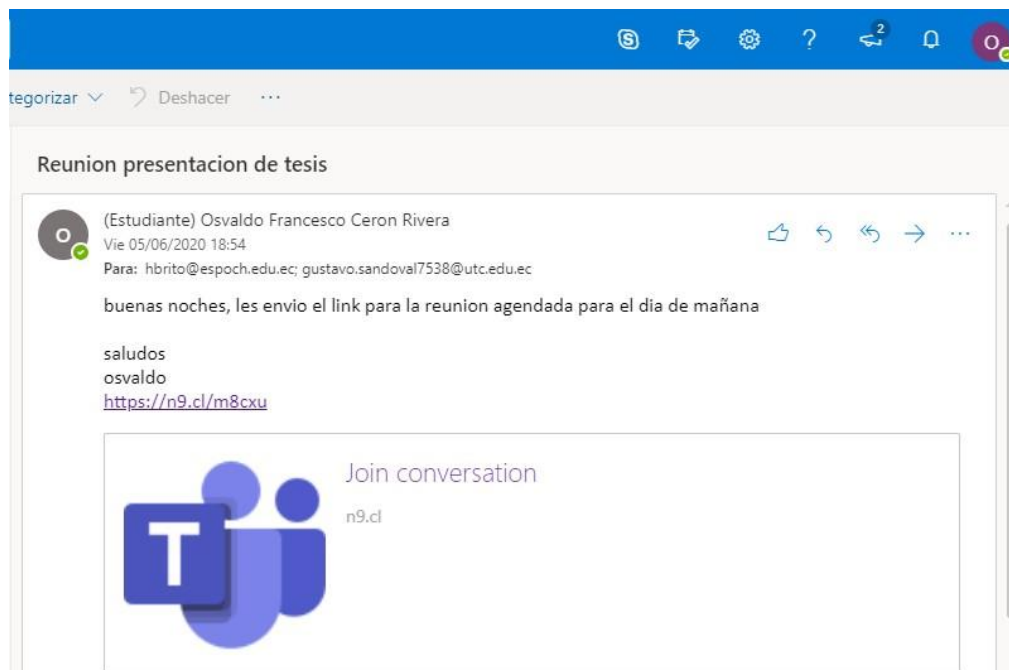 2
O
tegorizar Deshacer ...
Reunion presentacion de tesis
O
(Estudiante) Osvaldo Francesco Ceron Rivera
Vie 05/06/2020 18:54
Para: hbrito@espoch.edu.ec; gustavo.sandoval7538@utc.edu.ec
buenas noches, les envio el link para la reunion agendada para el dia de mañana
saludos
osvaldo
https://n9.cl/m8cxu
Join conversation
n9.cl
T